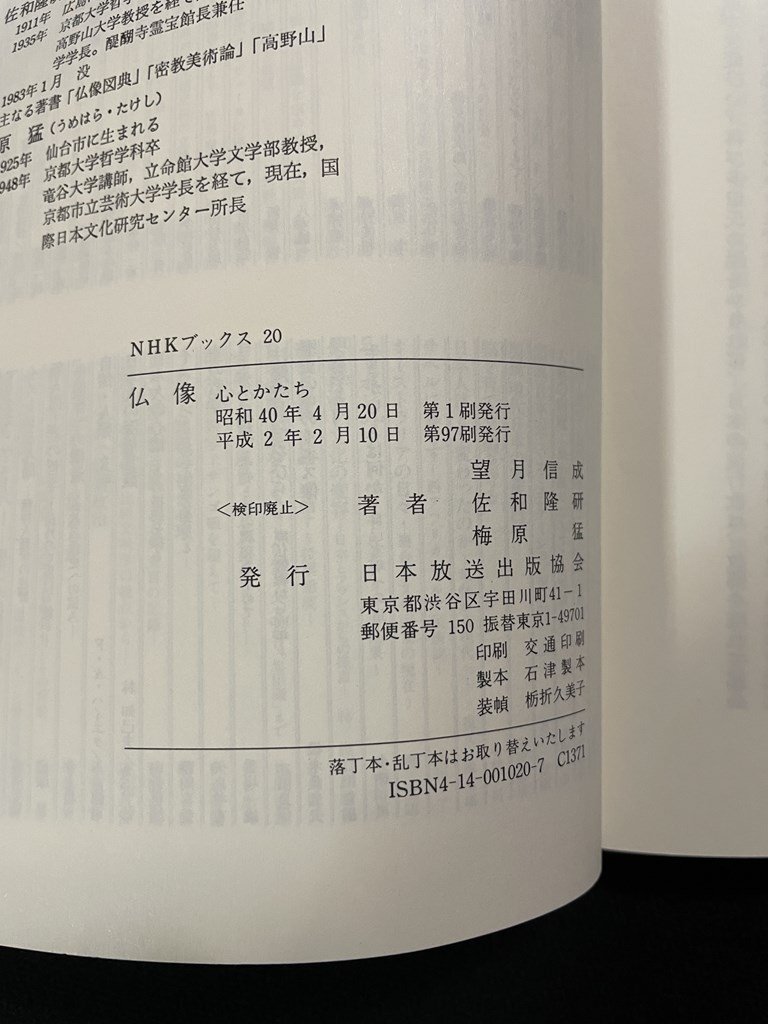 佐和隆
1911年 広島
1935年 京都大学哲学
高野山大学教授を経て
学学長。醍醐寺霊宝館長兼任
1983年1月 没
主なる著書「仏像図典」「密教美術論」「高野山」
原 猛(うめはら・たけし)
925年 仙台市に生まれる
948年 京都大学哲学科卒
竜谷大学講師，立命館大学文学部教授，
京都市立芸術大学学長を経て，現在，国
際日本文化研究センター所長
NHKブックス 20
仏像 心とかたち
昭和40年4月20日 第1刷発行
平成2年2月10日 第97刷発行
望月信成
<検印廃止> 著者 佐和隆研
梅原 猛
発行 日本放送出版協会
東京都渋谷区宇田川町41-1
郵便番号 150 振替東京1-49701
印刷 交通印刷
製本 石津製本
装幀 栃折久美子
落丁本・乱丁本はお取り替えいたします
ISBN4-14-001020-7 C1371